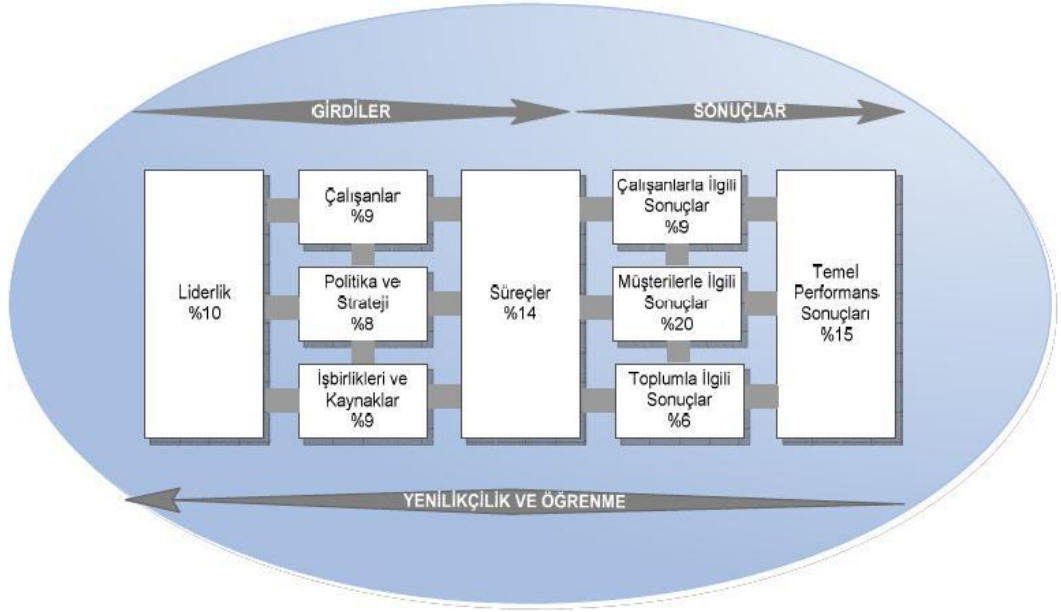 GİRDİLER
SONUÇLAR
Liderlik
%10
Çalışanlar
%9
Politika ve
Strateji
%8
İşbirlikleri ve
Kaynaklar
%9
Süreçler
%14
Çalışanlarla İlgili
Sonuçlar
%9
Müşterilerle İlgili
Sonuçlar
%20
Toplumla İlgili
Sonuçlar
%6
Temel
Performans
Sonuçları
%15
YENİLİKÇİLİK VE ÖĞRENME